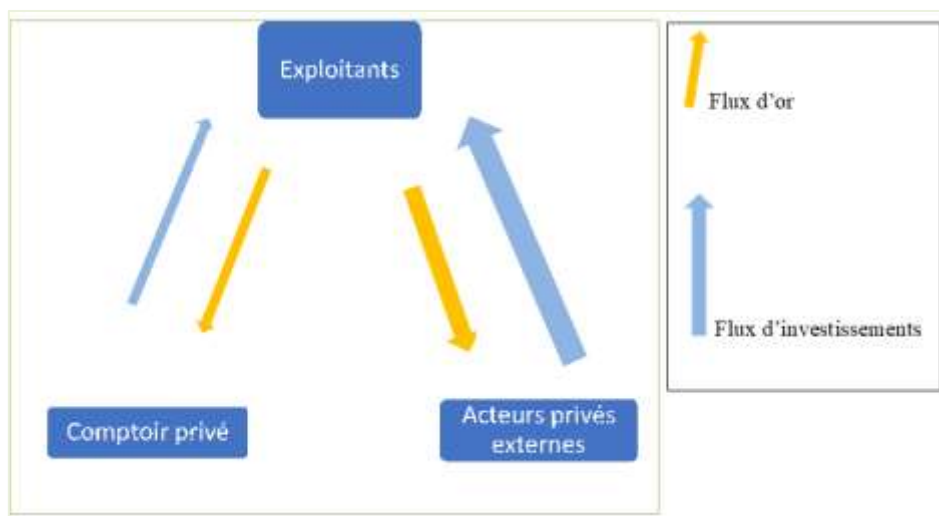 Exploitants
Flux d'or
Flux d'investissements
Comptoir privé
Acteurs privés
externes